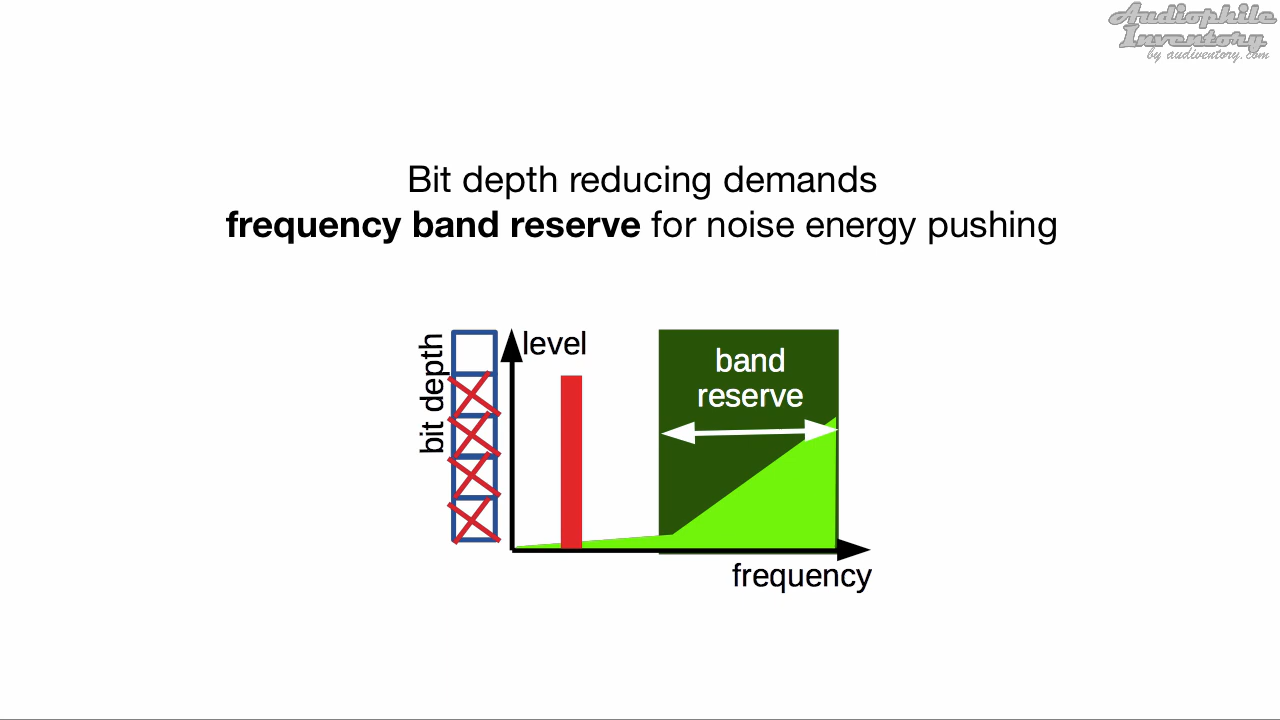 Audiophile
Inventory
by audiventory.com
Bit depth reducing demands
frequency band reserve for noise energy pushing
bit depth
level
band
reserve
frequency